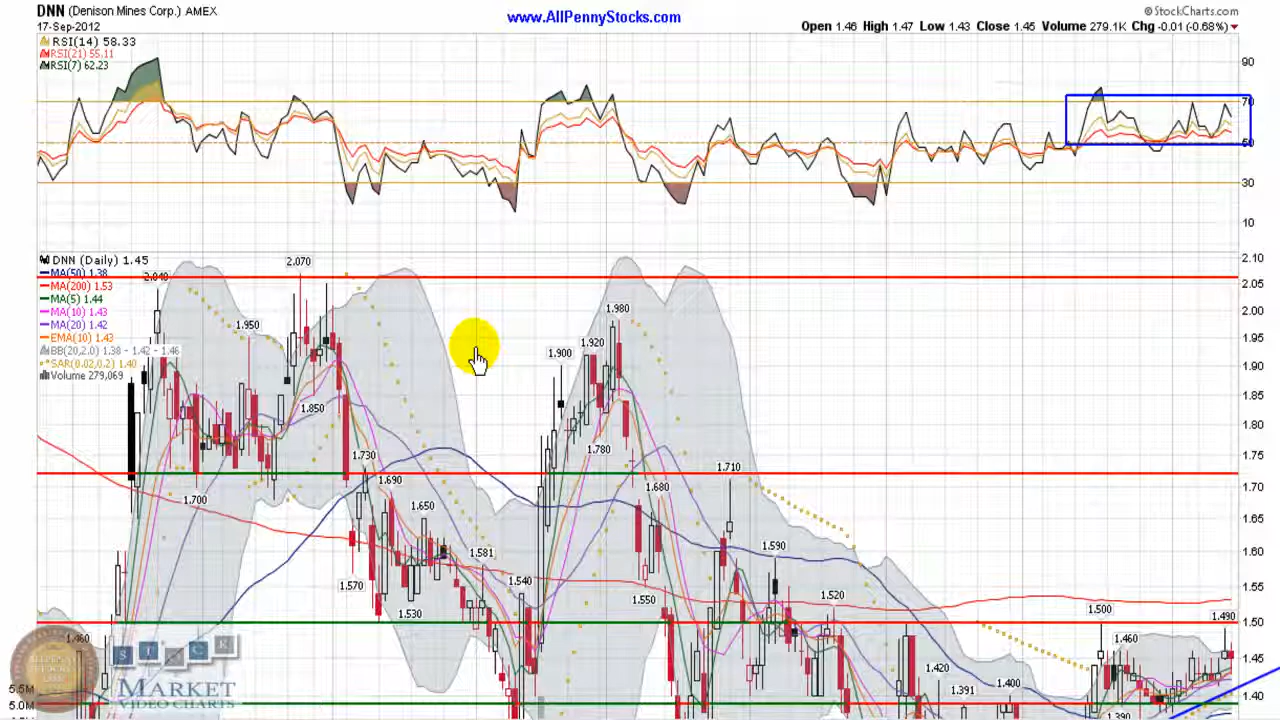 DNN (Denison Mines Corp.) AMEX
www.AllPennyStocks.com
© StockCharts.com
17-Sep-2012
Open 1.46 High 1.47 Low 1.43 Close 1.45 Volume 279.1K Chg -0.01 (-0.68%)
RSI(14) 58.33
RSI(21) 55.11
RSI(7) 62.23
90
70
50
30
10
DNN (Daily) 1.45
MA(50) 1.38
MA(200) 1.53
MA(5) 1.44
MA(10) 1.43
MA(20) 1.42
EMA(10) 1.43
BB(20,2.0) 1.38 - 1.42 - 1.46
SAR(0.02,0.2) 1.40
Volume 279,069
2.10
2.05
2.00
1.95
1.90
1.85
1.80
1.75
1.70
1.65
1.60
1.55
1.50
1.45
1.40
2.070
2.040
1.980
1.950
1.920
1.900
1.850
1.780
1.730
1.710
1.700
1.690
1.680
1.650
1.590
1.581
1.570
1.550
1.540
1.530
1.520
1.500
1.490
1.460
1.460
1.420
1.400
1.391
1.390
STOCK
MARKET
VIDEO CHARTS
5.5M
5.0M